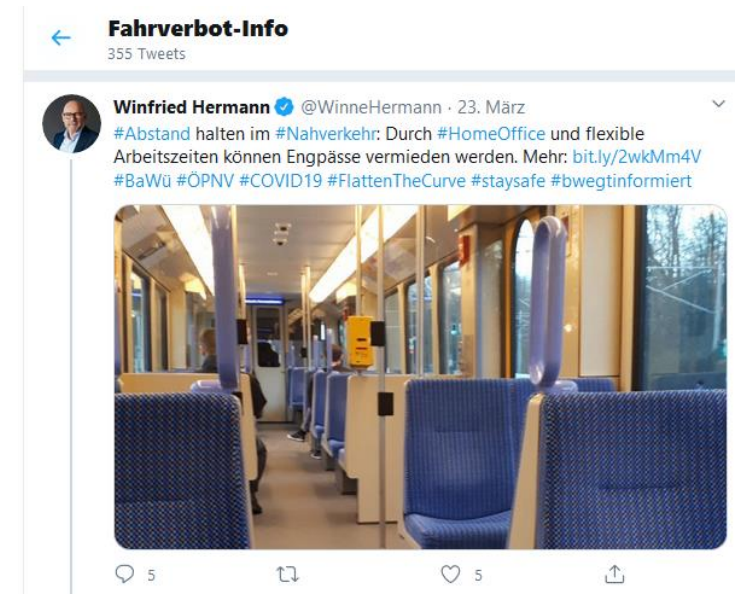 Fahrverbot-Info
355 Tweets
Winfried Hermann @WinneHermann · 23. März
#Abstand halten im #Nahverkehr: Durch #HomeOffice und flexible
Arbeitszeiten können Engpässe vermieden werden. Mehr: bit.ly/2wkMm4V
#BaWü #ÖPNV #COVID19 #FlattenTheCurve #staysafe #bwegtinformiert
5
5